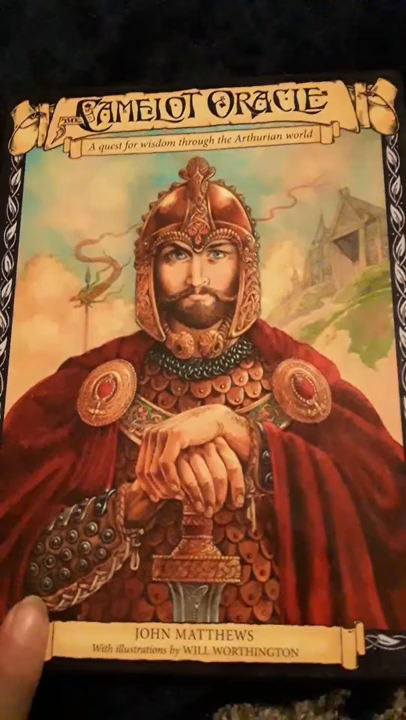 THE CAMELOT ORACLE
A quest for wisdom through the Arthurian world
JOHN MATTHEWS
With illustrations by WILL WORTHINGTON